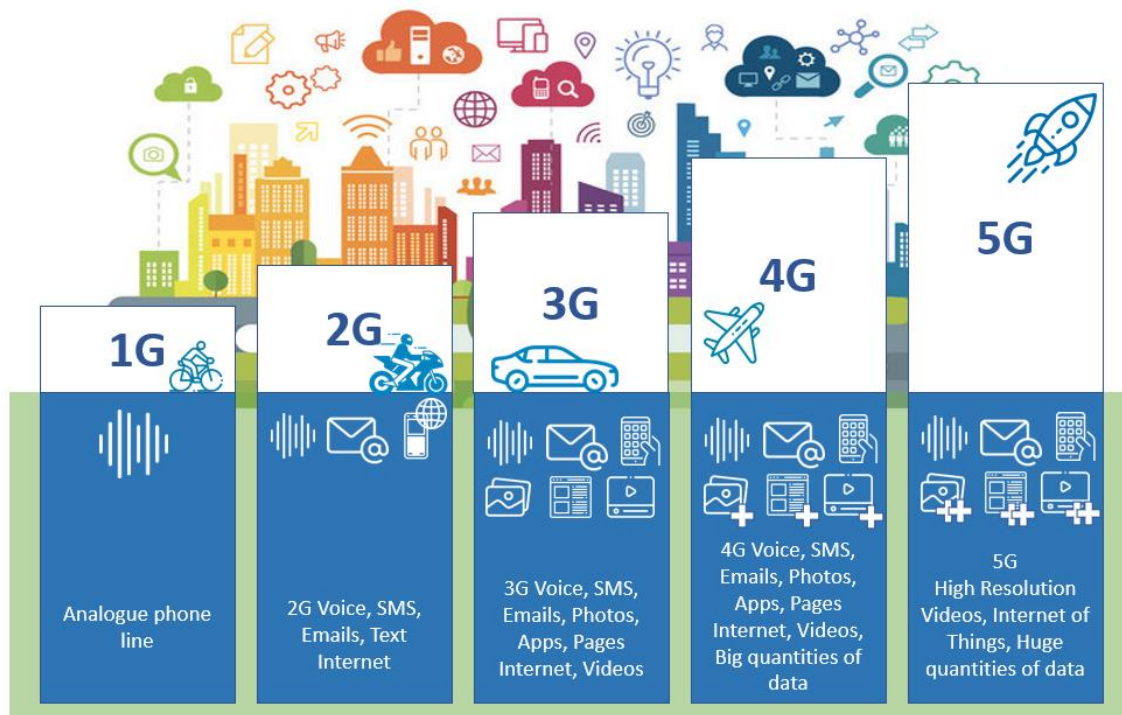 1G
2G
3G
4G
5G
Analogue phone
line
2G Voice, SMS,
Emails, Text
Internet
3G Voice, SMS,
Emails, Photos,
Apps, Pages
Internet, Videos
4G Voice, SMS,
Emails, Photos,
Apps, Pages
Internet, Videos,
Big quantities of
data
5G
High Resolution
Videos, Internet of
Things, Huge
quantities of data